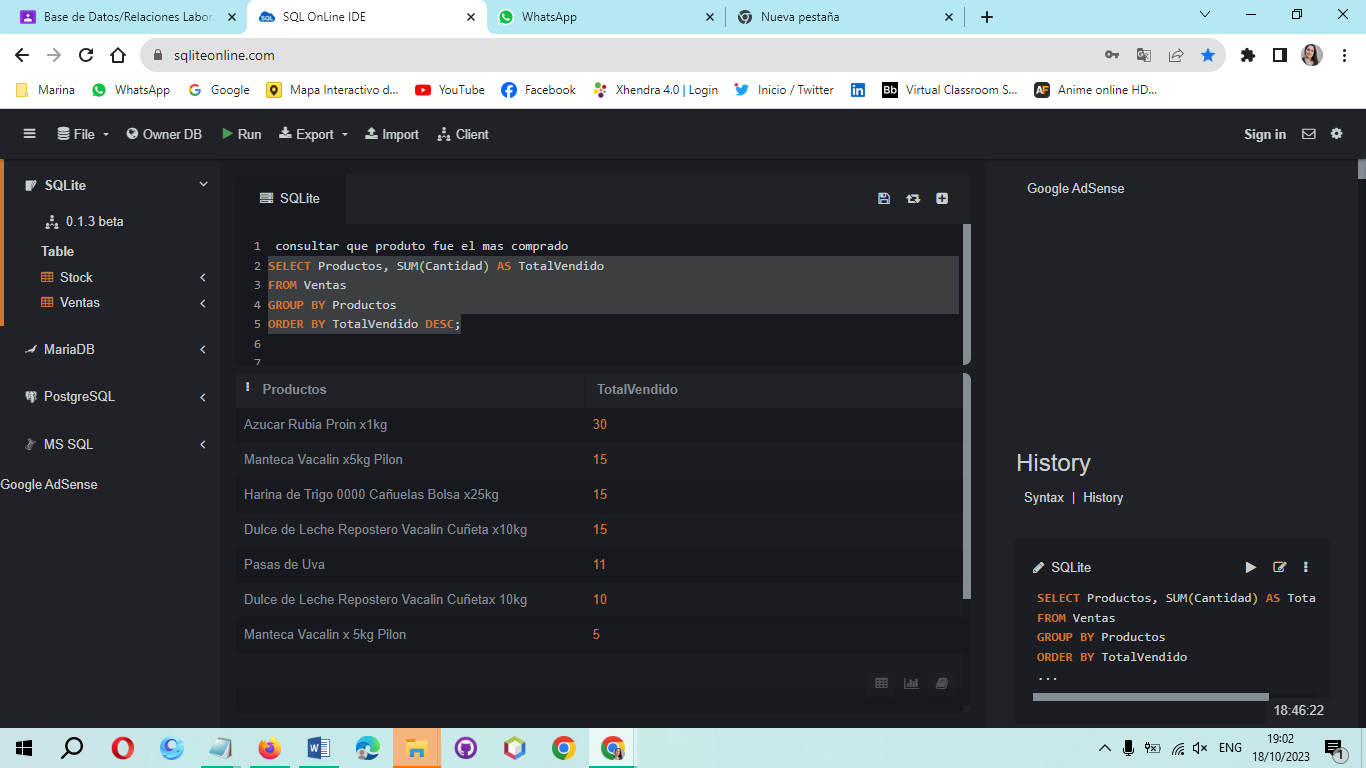 Base de Datos/Relaciones Labor
SQL OnLine IDE
WhatsApp
Nueva pestaña
sqliteonline.com
Marina
WhatsApp
Google
Mapa Interactivo d...
YouTube
Facebook
Xhendra 4.0 | Login
Inicio / Twitter
in
Bb
Virtual Classroom S...
AF
Anime online HD...
File
Owner DB
Run
Export
Import
Client
Sign in
SQLite
0.1.3 beta
Table
Stock
Ventas
MariaDB
PostgreSQL
MS SQL
Google AdSense
SQLite
1 consultar que produto fue el mas comprado
2 SELECT Productos, SUM(Cantidad) AS TotalVendido
3 FROM Ventas
4 GROUP BY Productos
5 ORDER BY TotalVendido DESC;
6
7
Productos TotalVendido
Azucar Rubia Proin x1kg 30
Manteca Vacalin x5kg Pilon 15
Harina de Trigo 0000 Cañuelas Bolsa x25kg 15
Dulce de Leche Repostero Vacalin Cuñeta x10kg 15
Pasas de Uva 11
Dulce de Leche Repostero Vacalin Cuñetax 10kg 10
Manteca Vacalin x 5kg Pilon 5
Google AdSense
History
Syntax | History
SQLite
SELECT Productos, SUM(Cantidad) AS Tota
FROM Ventas
GROUP BY Productos
ORDER BY TotalVendido
...
18:46:22
ENG
19:02
18/10/2023
1